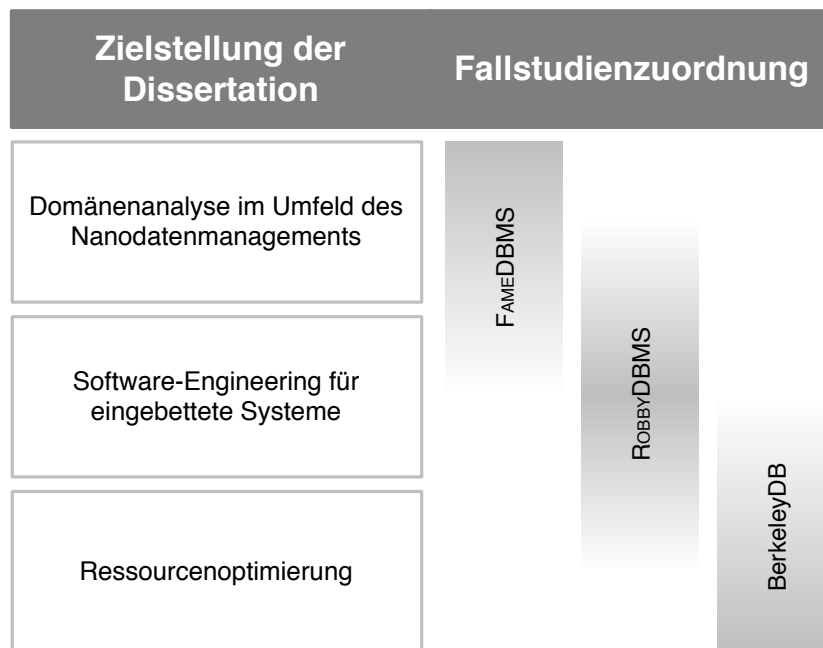 Zielstellung der
Dissertation
Fallstudienzuordnung
Domänenanalyse im Umfeld des
Nanodatenmanagements
Software-Engineering für
eingebettete Systeme
Ressourcenoptimierung
FAMEDBMS
ROBBYDBMS
BerkeleyDB